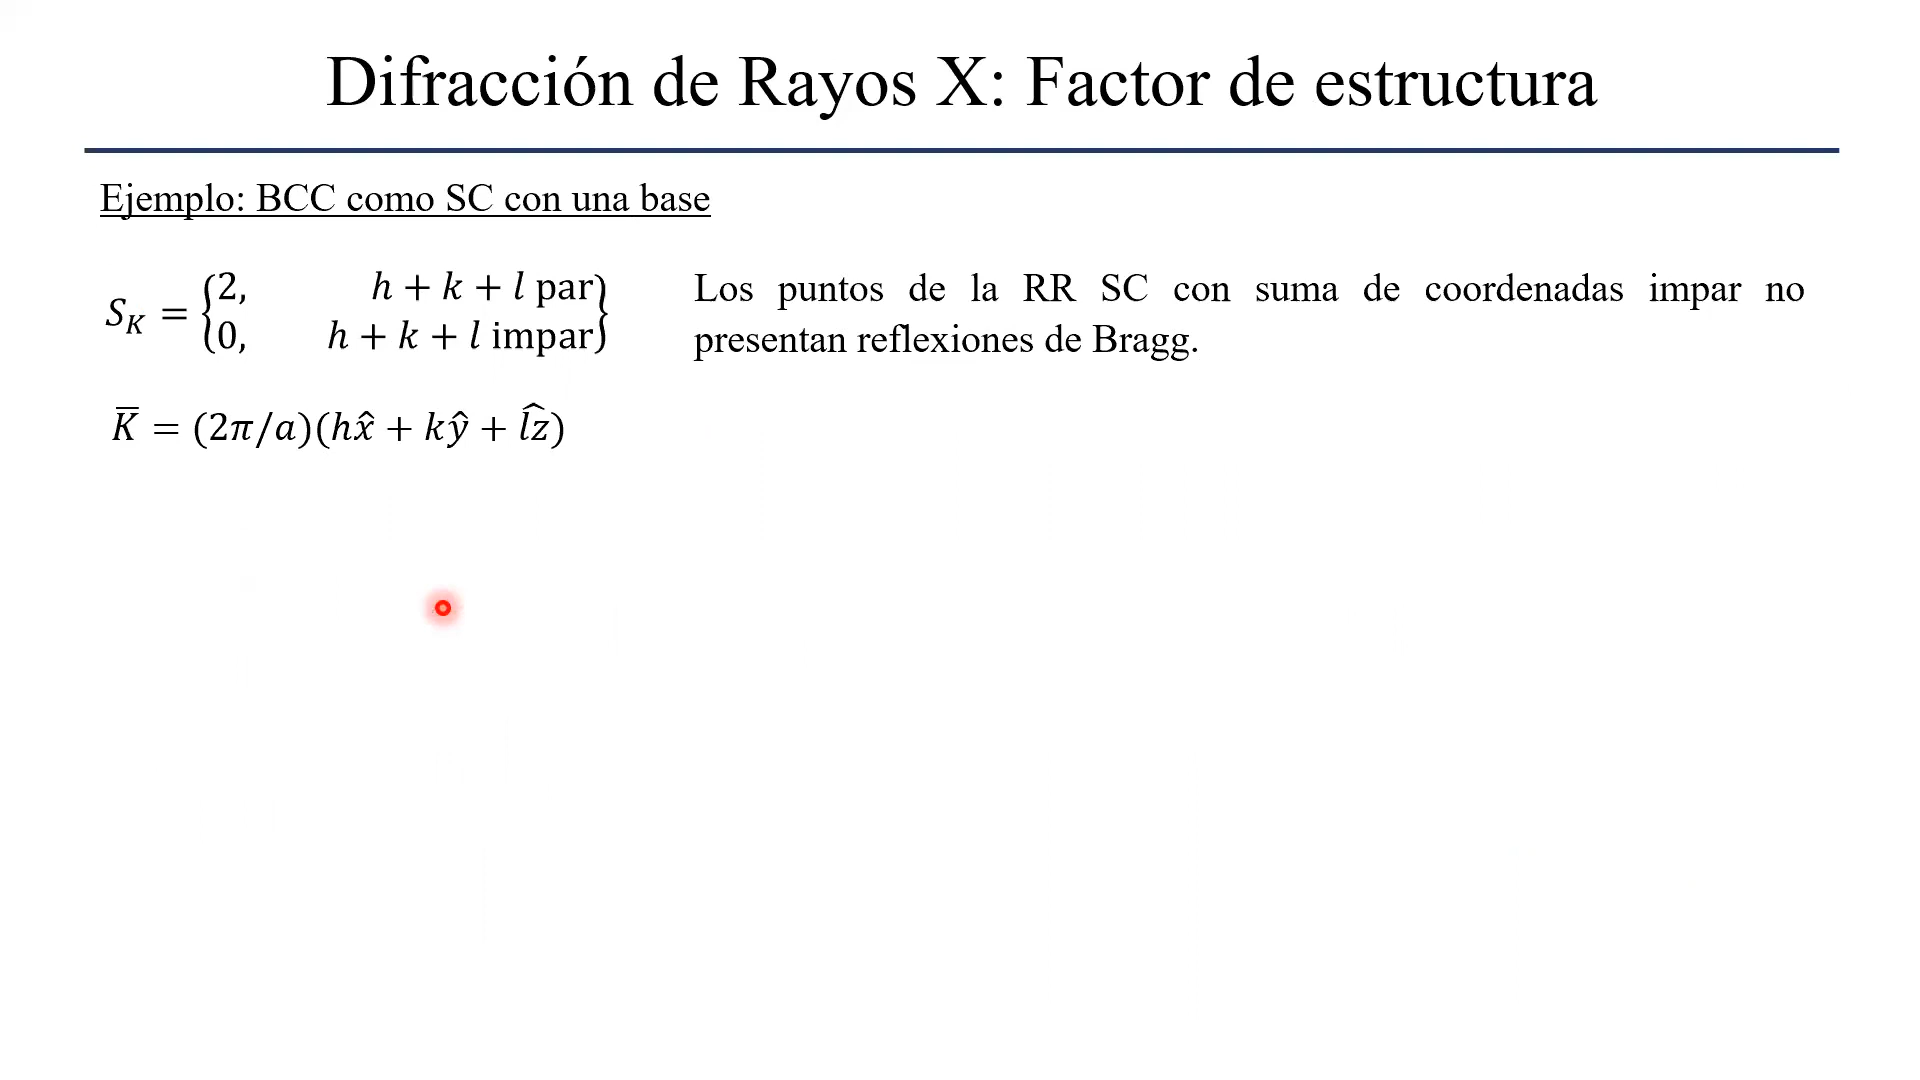 Difracción de Rayos X: Factor de estructura
Ejemplo: BCC como SC con una base
S_K = {2, h + k + l par
0, h + k + l impar}
Los puntos de la RR SC con suma de coordenadas impar no
presentan reflexiones de Bragg.
K̅ = (2π/a)(hx̂ + kŷ + l͡z)